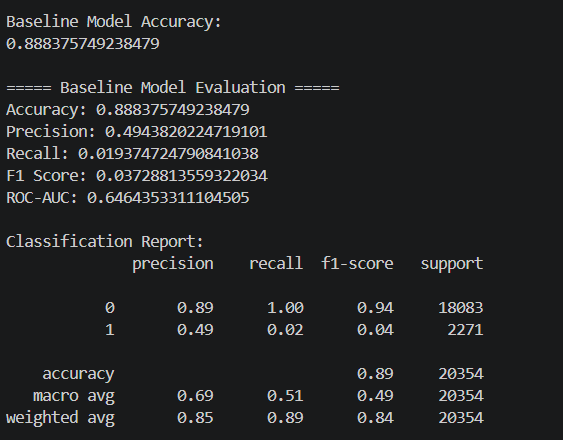 Baseline Model Accuracy:
0.888375749238479
===== Baseline Model Evaluation =====
Accuracy: 0.888375749238479
Precision: 0.4943820224719101
Recall: 0.019374724790841038
F1 Score: 0.03728813559322034
ROC-AUC: 0.6464353311104505
Classification Report:
precision recall f1-score support
0 0.89 1.00 0.94 18083
1 0.49 0.02 0.04 2271
accuracy 0.89 20354
macro avg 0.69 0.51 0.49 20354
weighted avg 0.85 0.89 0.84 20354